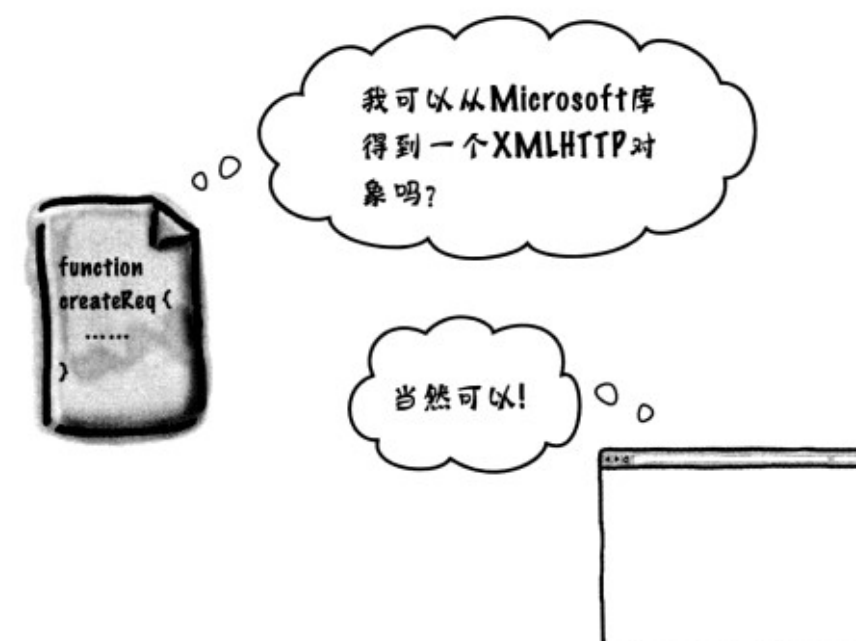 我可以从Microsoft库
得到一个XMLHTTP对
象吗?
function
createReq {
......
}
当然可以!